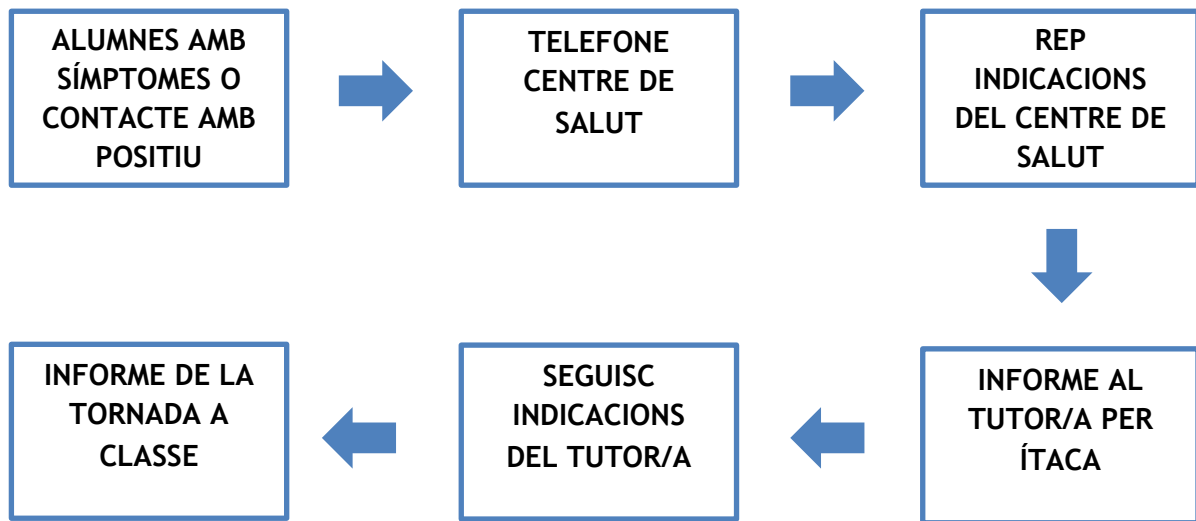 ALUMNES AMB
SÍMPTOMES O
CONTACTE AMB
POSITIU
TELEFONE
CENTRE DE
SALUT
REP
INDICACIONS
DEL CENTRE DE
SALUT
INFORME AL
TUTOR/A PER
ÍTACA
SEGUISC
INDICACIONS
DEL TUTOR/A
INFORME DE LA
TORNADA A
CLASSE